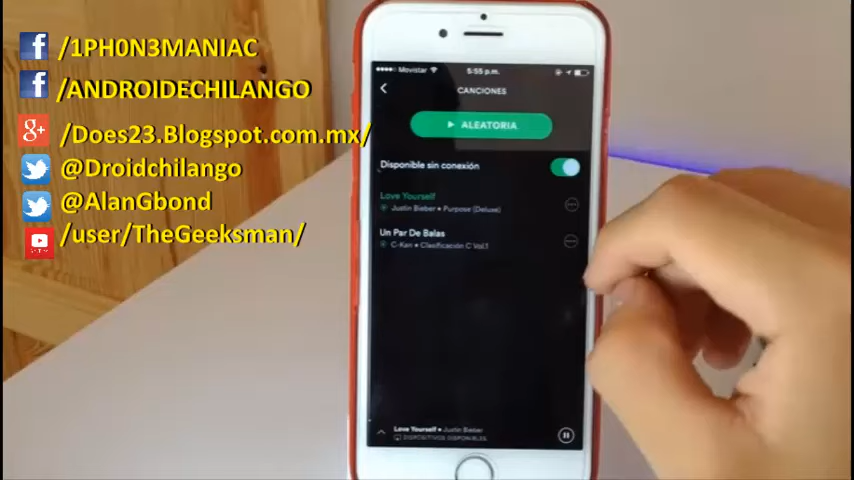 /1PH0N3MANIAC
/ANDROIDECHILANGO
/Does23.Blogspot.com.mx/
@Droidchilango
@AlanGbond
/user/TheGeeksman/
Movistar 5:55 p.m.
CANCIONES
ALEATORIA
Disponible sin conexión
Love Yourself
Justin Bieber • Purpose (Deluxe)
Un Par De Balas
C-Kan • Clasificación C Vol.1
Love Yourself • Justin Bieber
DISPOSITIVOS DISPONIBLES